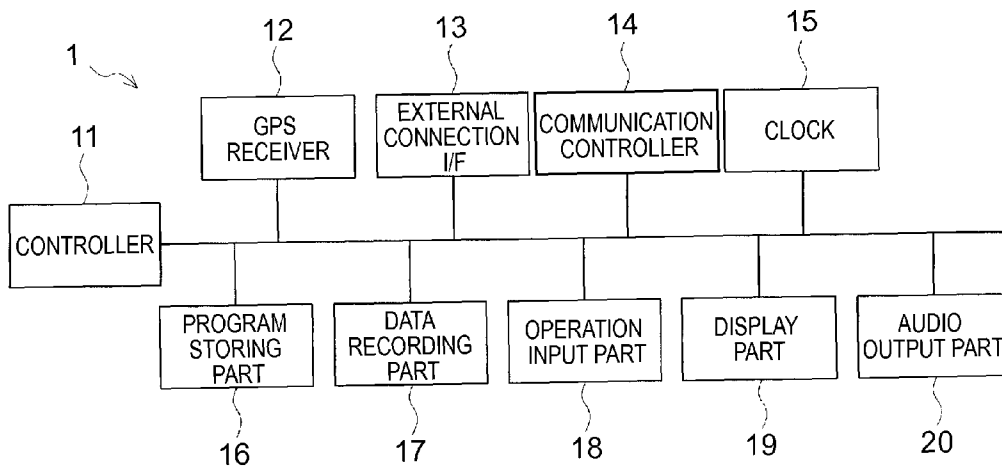 1
12
13
14
15
GPS
RECEIVER
EXTERNAL
CONNECTION
I/F
COMMUNICATION
CONTROLLER
CLOCK
11
CONTROLLER
PROGRAM
STORING
PART
DATA
RECORDING
PART
OPERATION
INPUT PART
DISPLAY
PART
AUDIO
OUTPUT PART
16
17
18
19
20